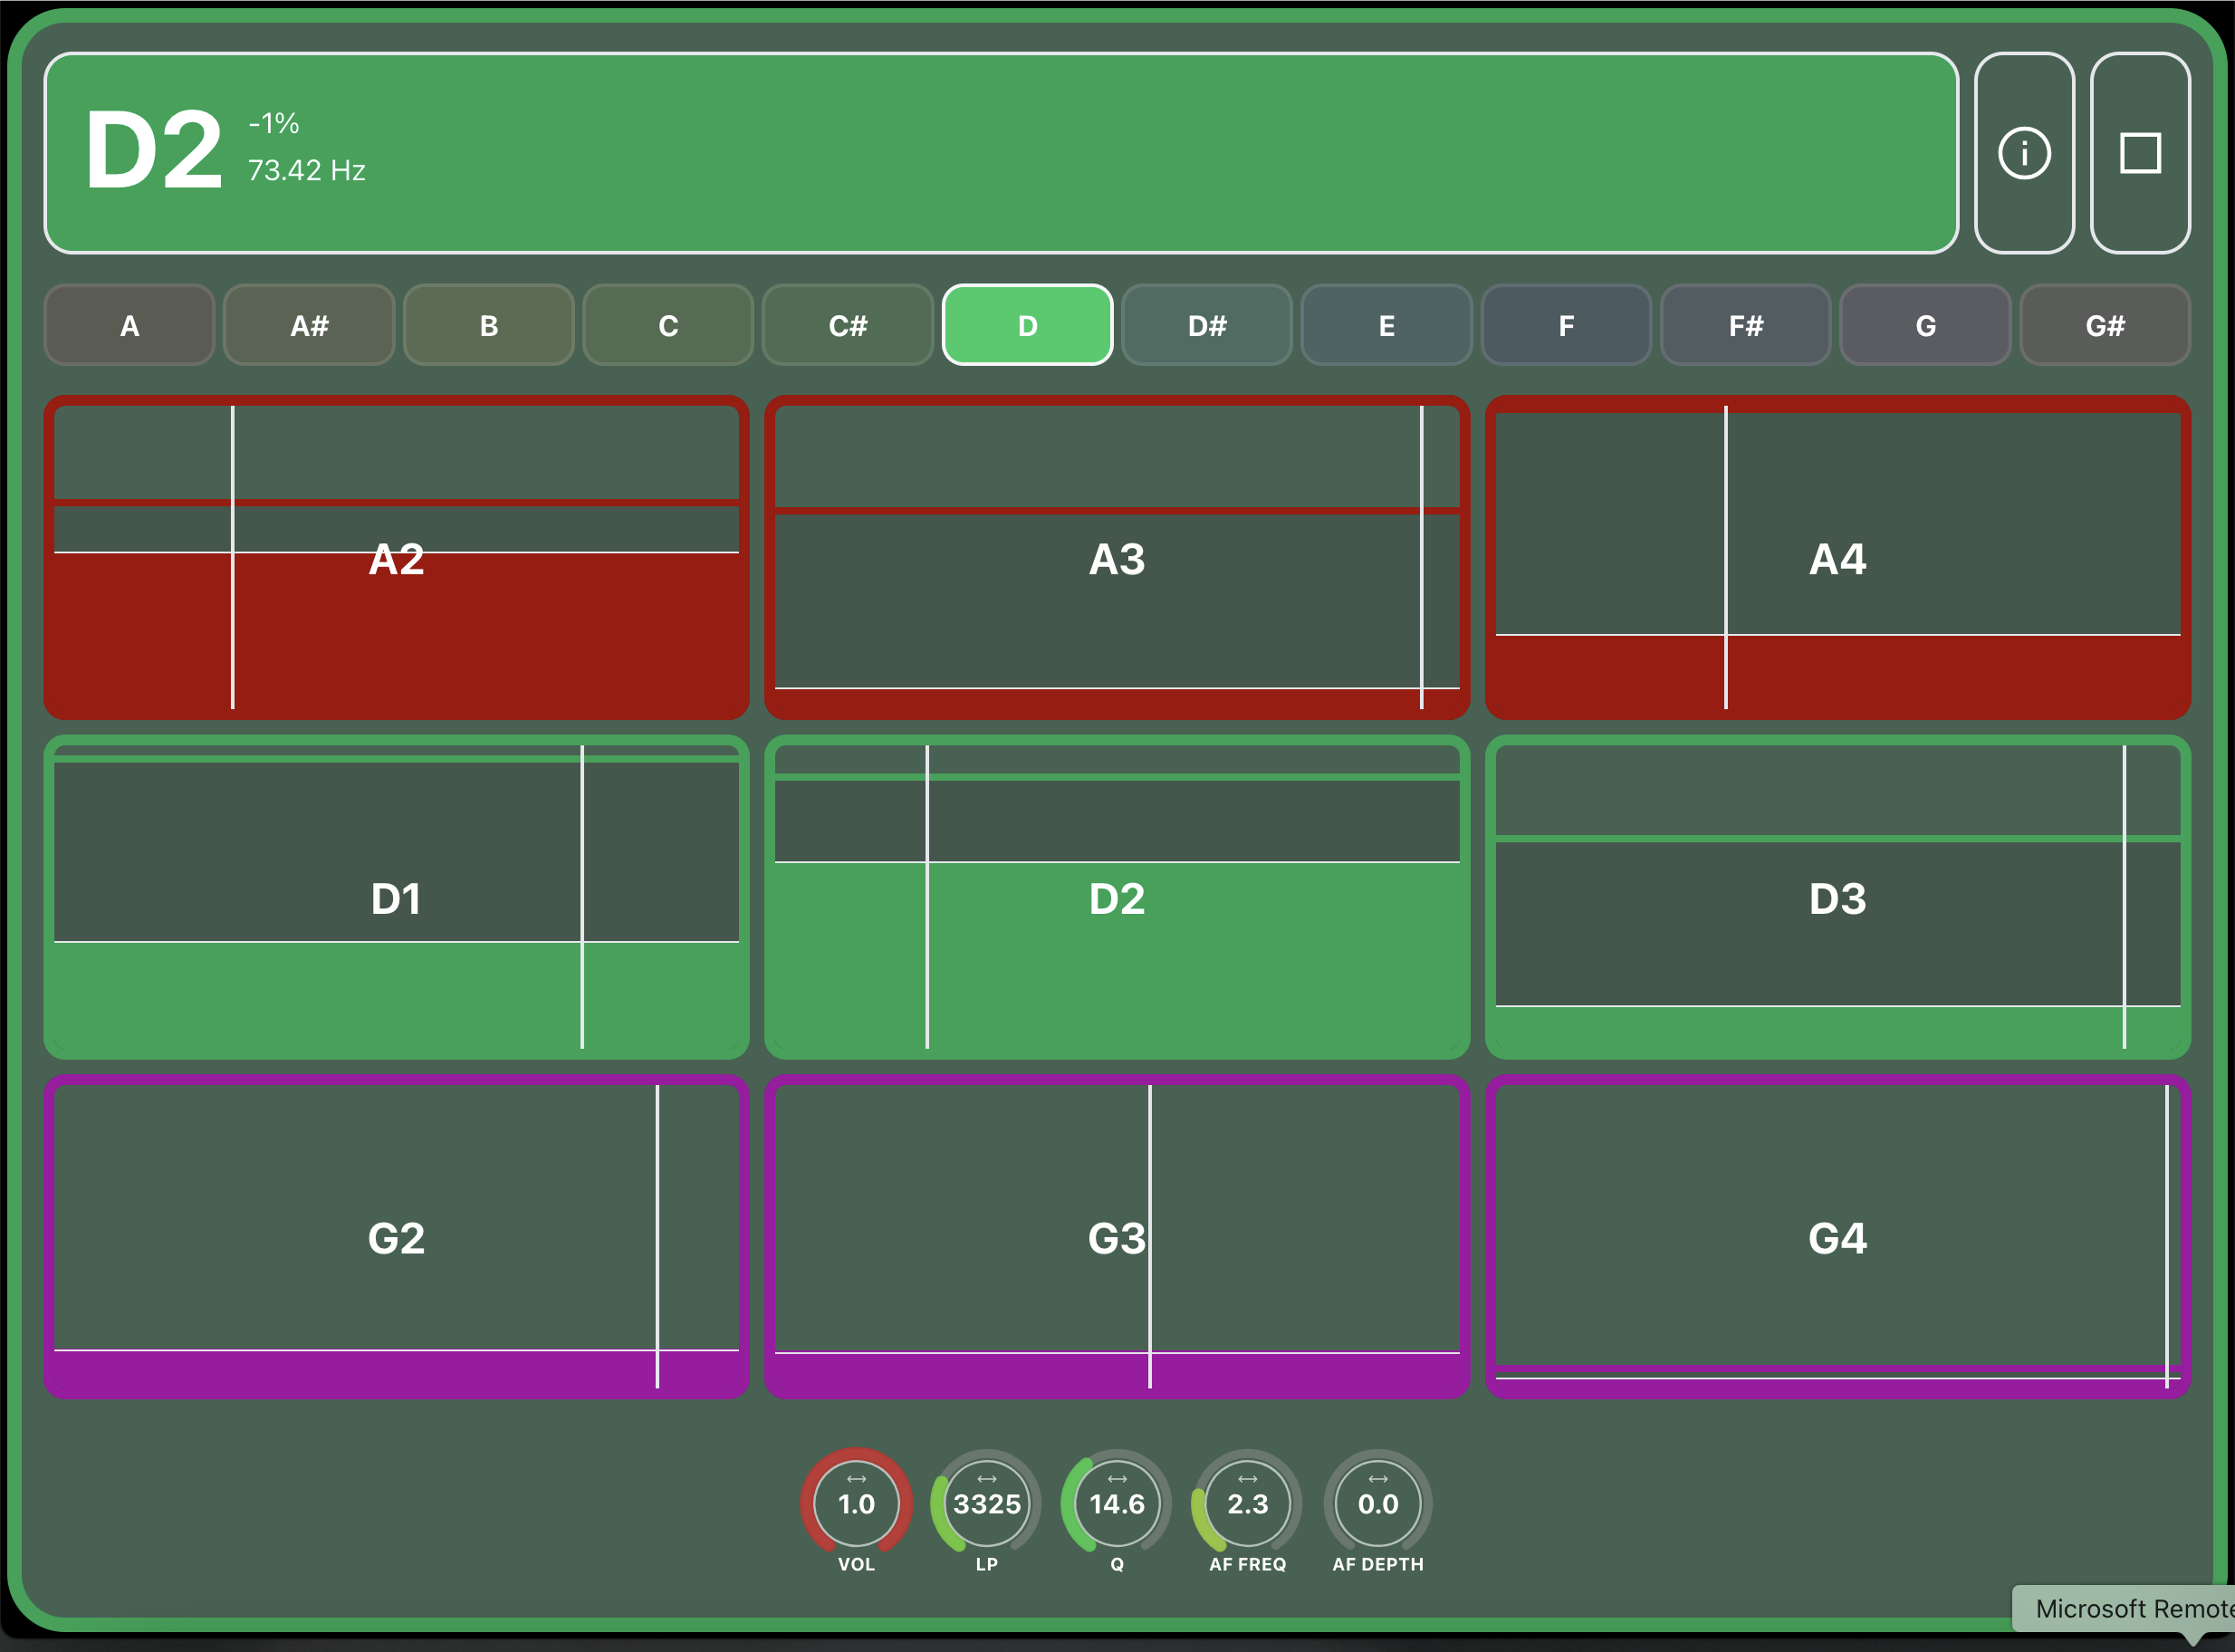 D2
-1%
73.42 Hz
A A# B C C# D D# E F F# G G#
A2 A3 A4
D1 D2 D3
G2 G3 G4
1.0 3325 14.6 2.3 0.0
VOL LP Q AF FREQ AF DEPTH
Microsoft Remote